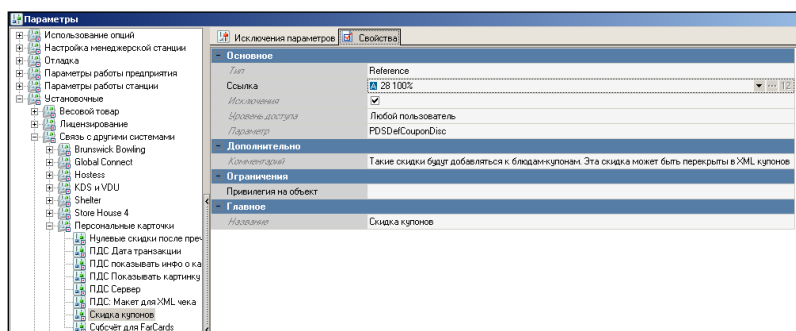 Параметры
Использование опций
Настройка менеджерской станции
Отладка
Параметры работы предприятия
Параметры работы станции
Установочные
Весовой товар
Лицензирование
Связь с другими системами
Brunswick Bowling
Global Connect
Hostess
KDS и VDU
Shelter
Store House 4
Персональные карточки
Нулевые скидки после преч
ПДС Дата транзакции
ПДС показывать инфо о ка
ПДС Показывать картинку
ПДС Сервер
ПДС: Макет для XML чека
Скидка купонов
Субсчёт для FarCards
Исключения параметров Свойства
Основное
Тип Reference
Ссылка 28 100%
Исключения
Уровень доступа Любой пользователь
Параметр PDSDefCouponDisc
Дополнительно
Комментарий Такие скидки будут добавляться к блюдам-купонам. Эта скидка может быть перекрыты в XML купонов
Ограничения
Привилегия на объект
Главное
Название Скидка купонов